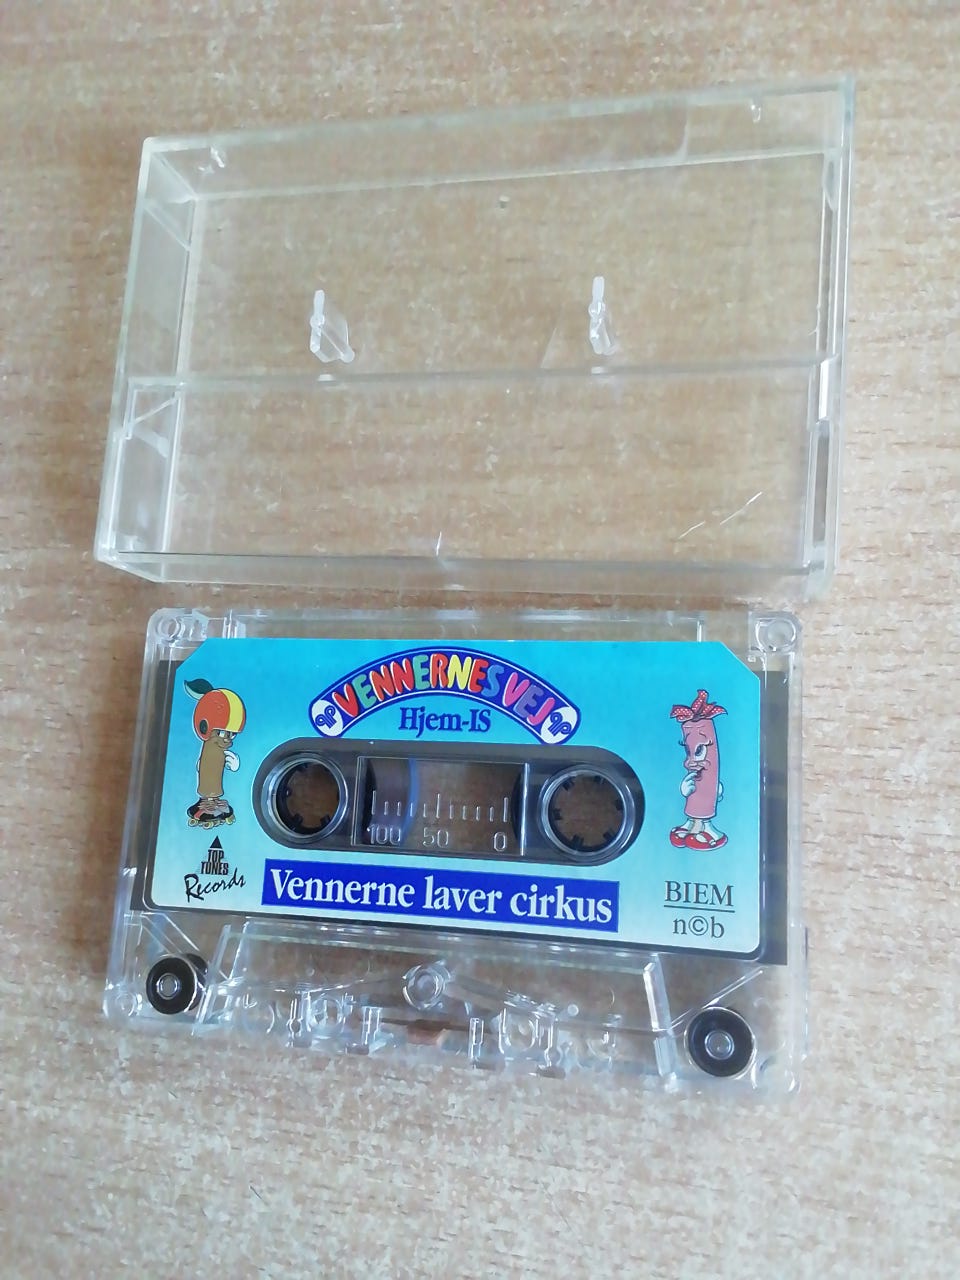 VENNERNES VEJ
Hjem-IS
100 50 0
TOP
TUNES
Records
Vennerne laver cirkus
BIEM
n©b